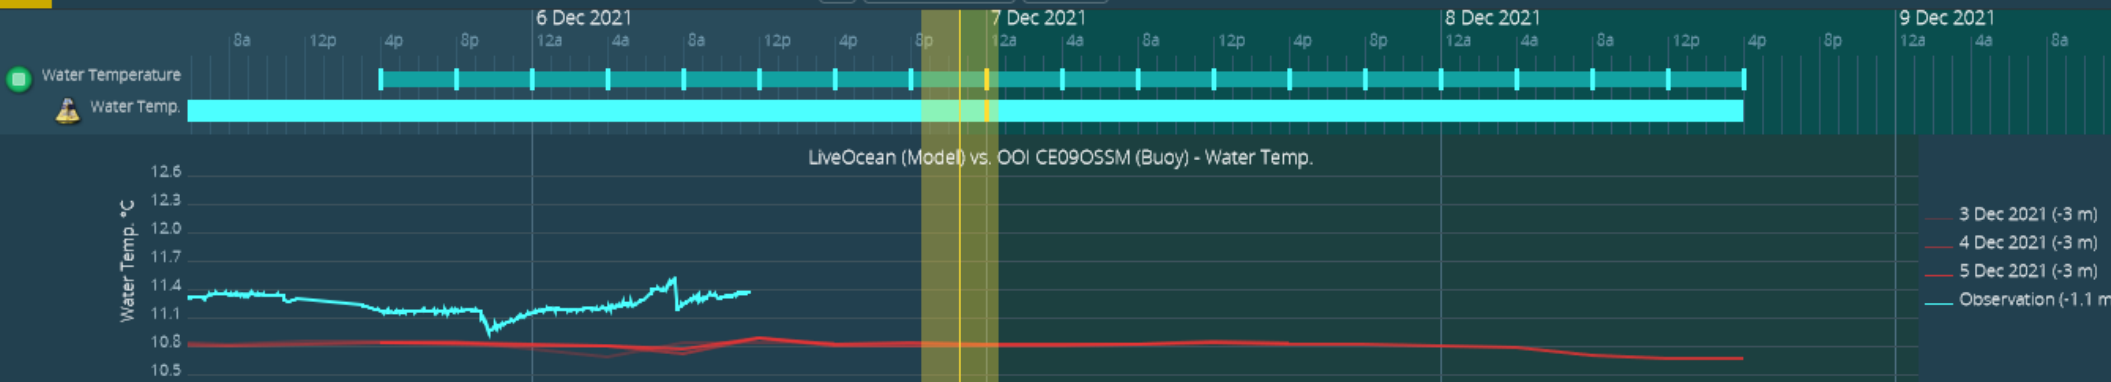 6 Dec 2021 7 Dec 2021 8 Dec 2021 9 Dec 2021
8a 12p 4p 8p 12a 4a 8a 12p 4p 8p 12a 4a 8a 12p 4p 8p 12a 4a 8a 12p 4p 8p 12a 4a 8a
Water Temperature
Water Temp.
LiveOcean (Model) vs. OOI CE09OSSM (Buoy) - Water Temp.
Water Temp. °C
12.6
12.3
12.0
11.7
11.4
11.1
10.8
10.5
3 Dec 2021 (-3 m)
4 Dec 2021 (-3 m)
5 Dec 2021 (-3 m)
Observation (-1.1 m